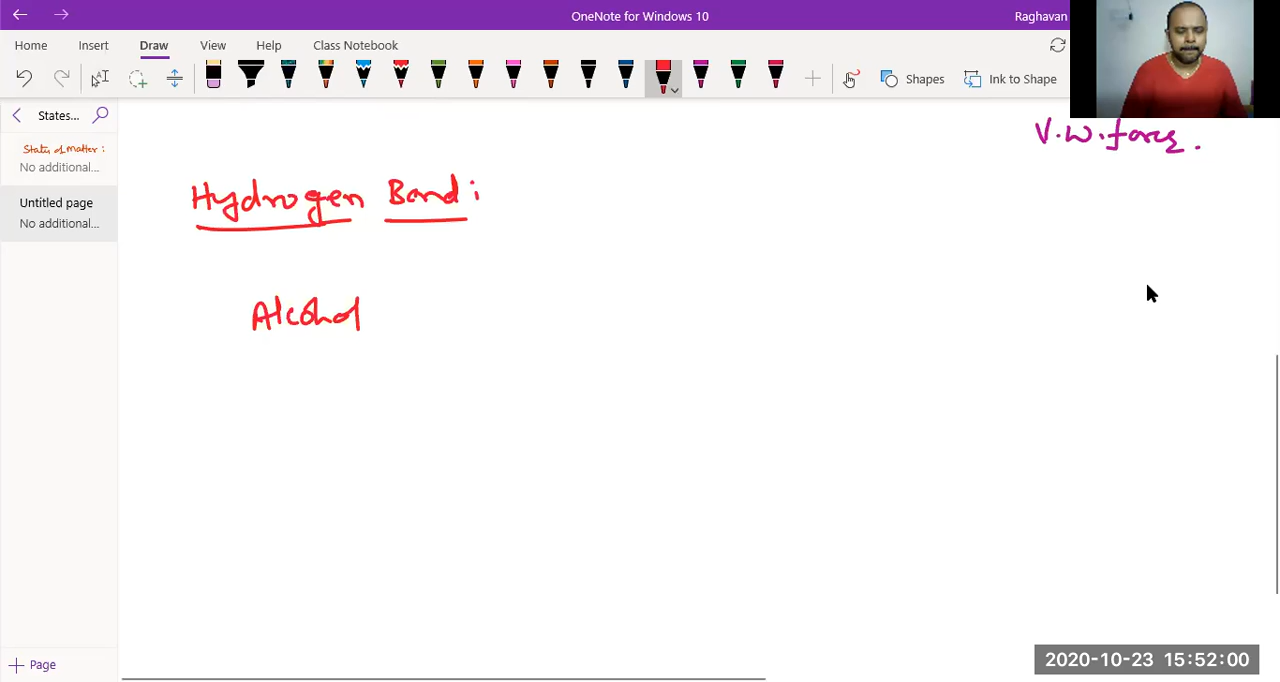 OneNote for Windows 10
Raghavan
Home Insert Draw View Help Class Notebook
Shapes Ink to Shape
States...
States of matter:
No additional...
Untitled page
No additional...
V.W.forces.
Hydrogen Bond:
Alcohol
Page
2020-10-23 15:52:00